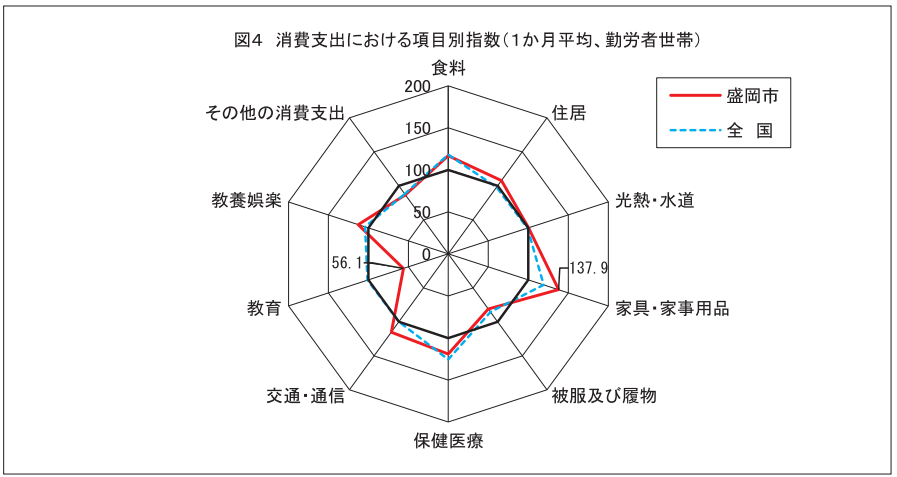 図4 消費支出における項目別指数(1か月平均、勤労者世帯)
食料
盛岡市
全 国
200
150
100
50
0
住居
光熱・水道
137.9
家具・家事用品
被服及び履物
保健医療
交通・通信
教育
56.1
教養娯楽
その他の消費支出